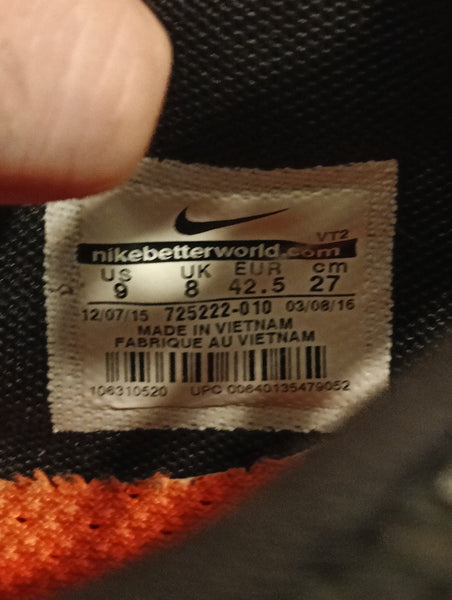 nikebetterworld.com
VT2
US UK EUR cm
9 8 42.5 27
12/07/15 725222-010 03/08/16
MADE IN VIETNAM
FABRIQUE AU VIETNAM
106310520 UPC 00640135479052